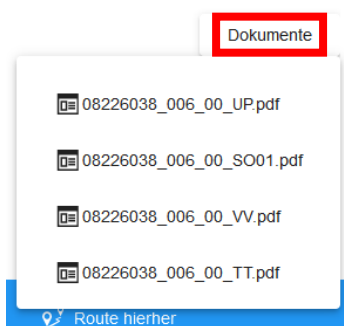 Dokumente
08226038_006_00_UP.pdf
08226038_006_00_SO01.pdf
08226038_006_00_VV.pdf
08226038_006_00_TT.pdf
Route hierher